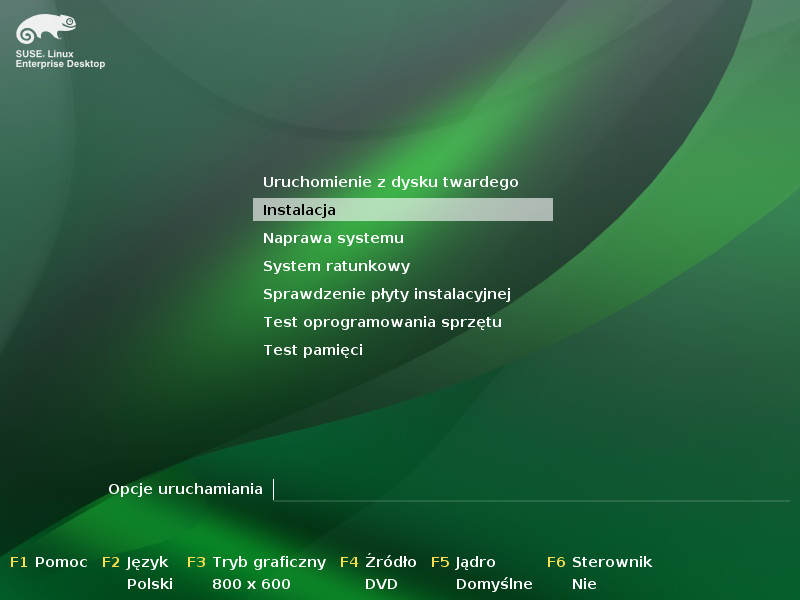 SUSE. Linux
Enterprise Desktop
Uruchomienie z dysku twardego
Instalacja
Naprawa systemu
System ratunkowy
Sprawdzenie płyty instalacyjnej
Test oprogramowania sprzętu
Test pamięci
Opcje uruchamiania
F1 Pomoc F2 Język F3 Tryb graficzny F4 Źródło F5 Jądro F6 Sterownik
Polski 800 x 600 DVD Domyślne Nie